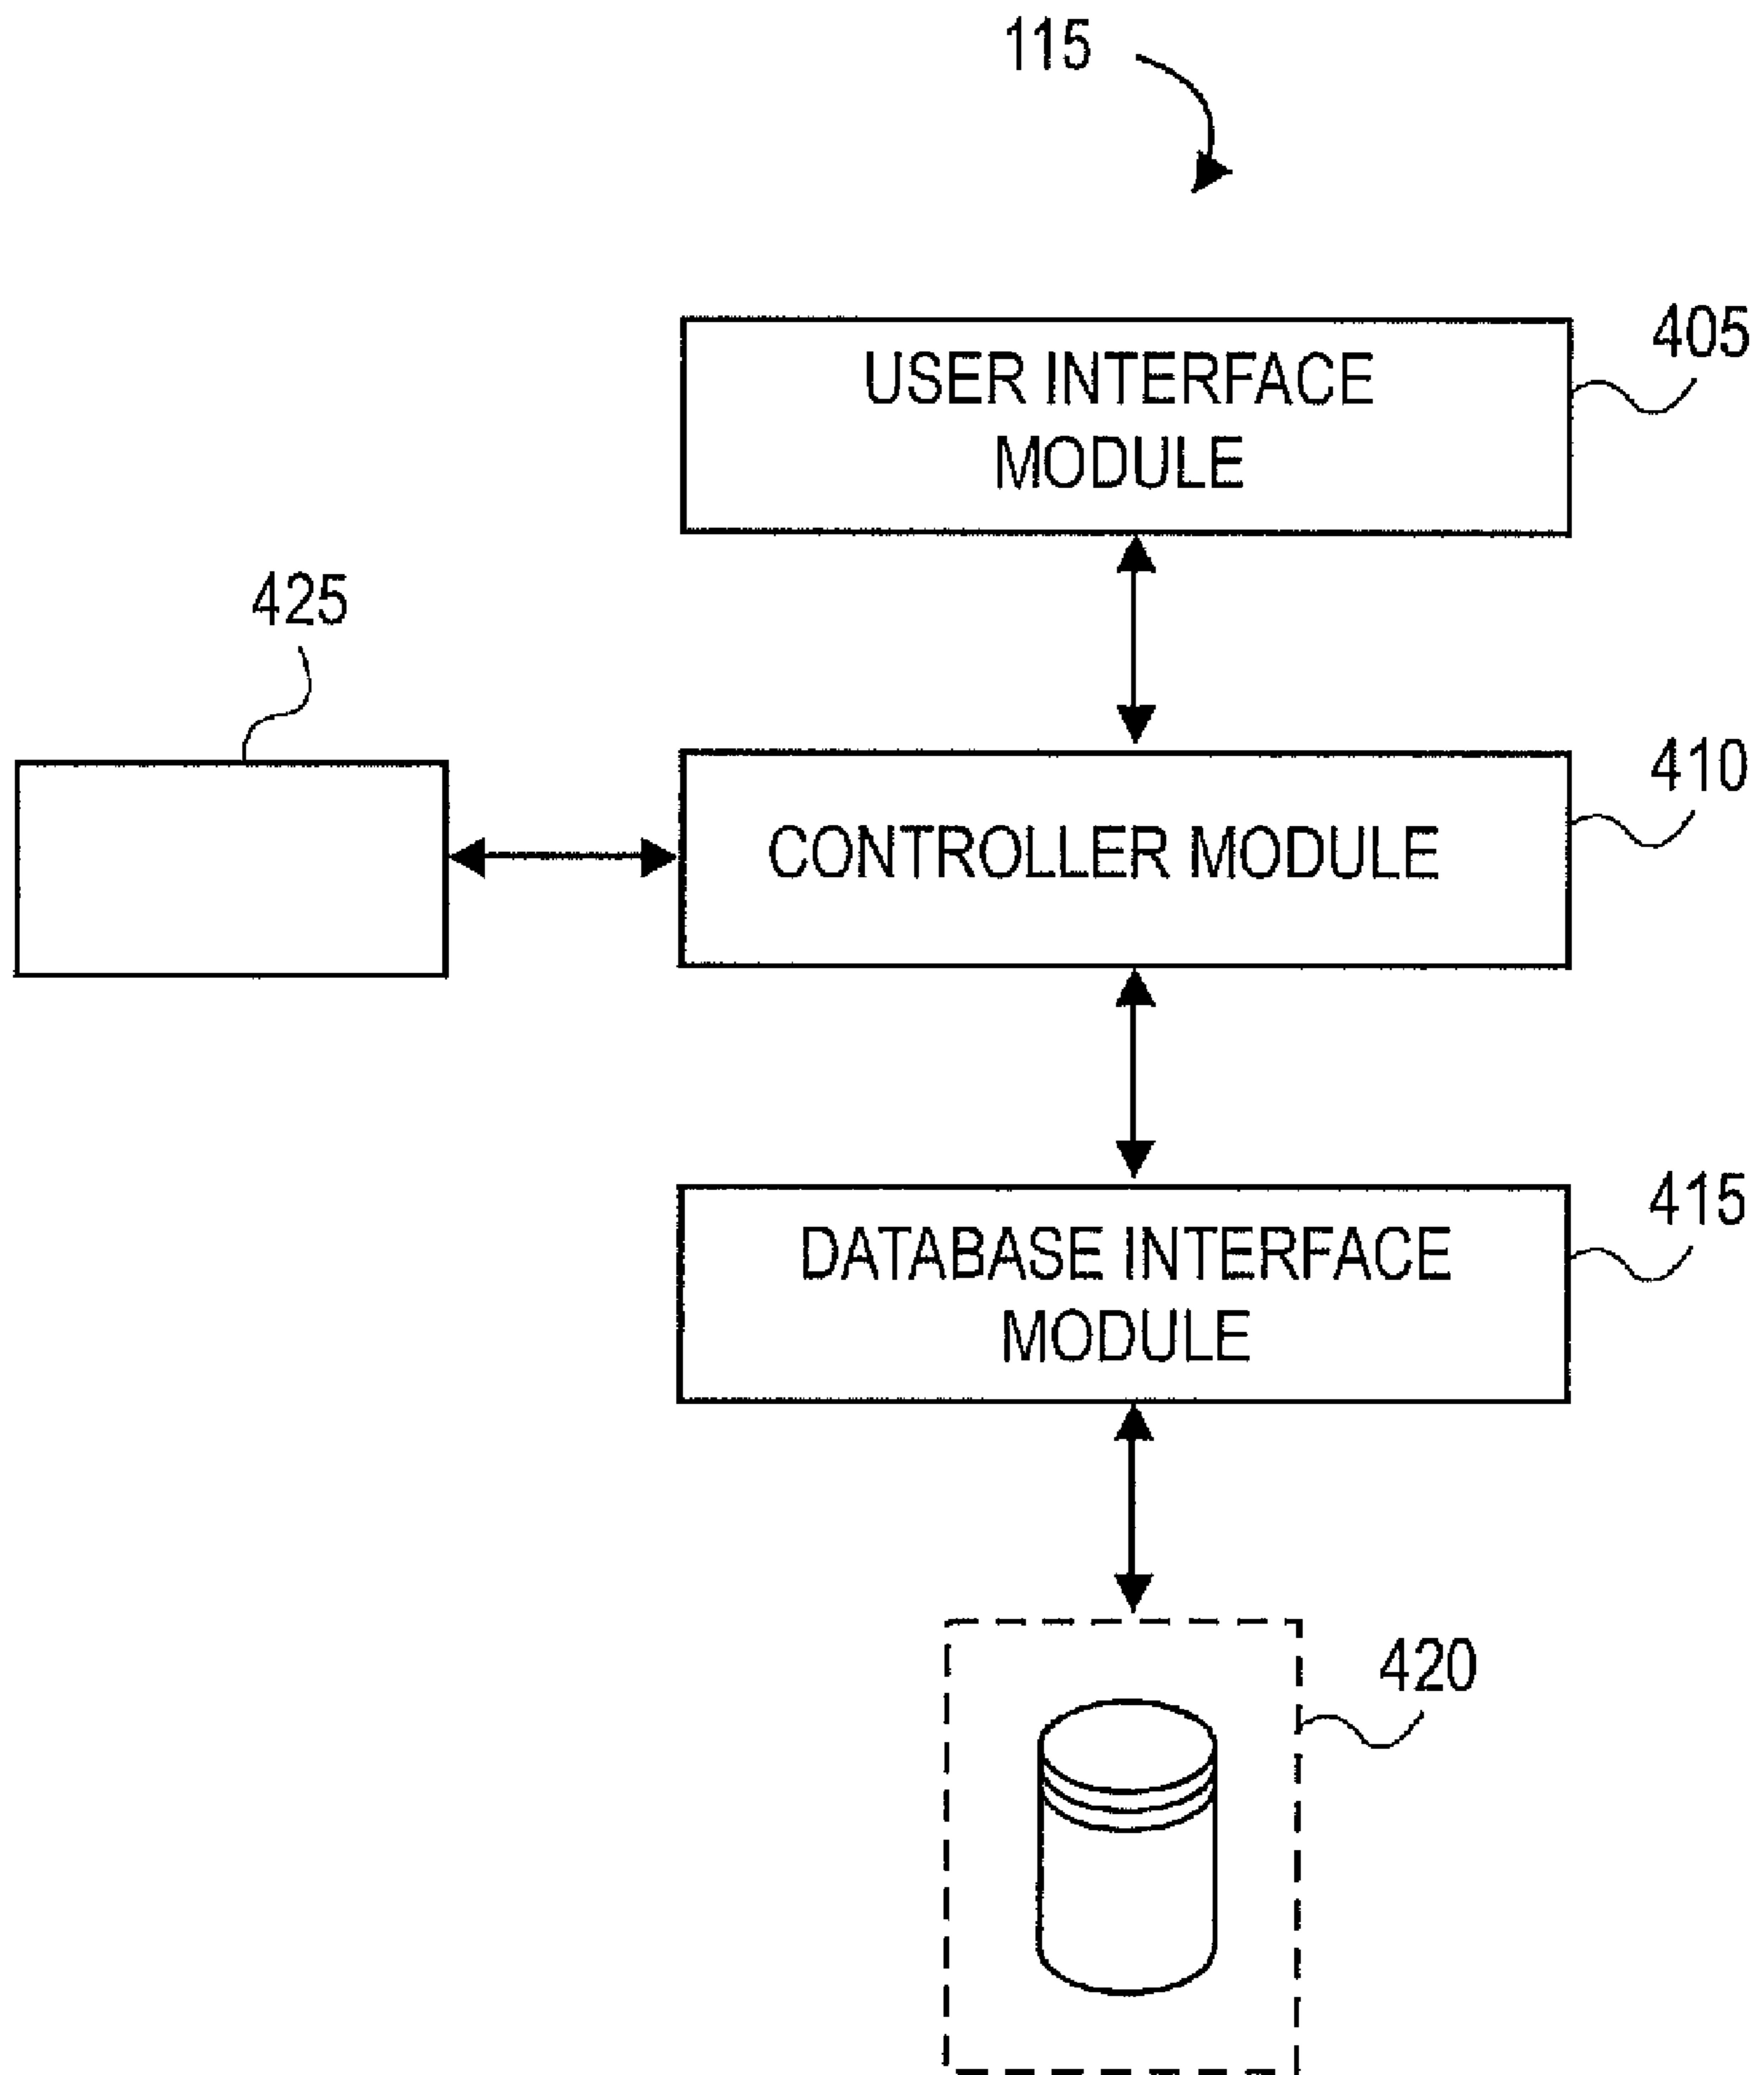 115
USER INTERFACE
MODULE
405
425
CONTROLLER MODULE
410
DATABASE INTERFACE
MODULE
415
420